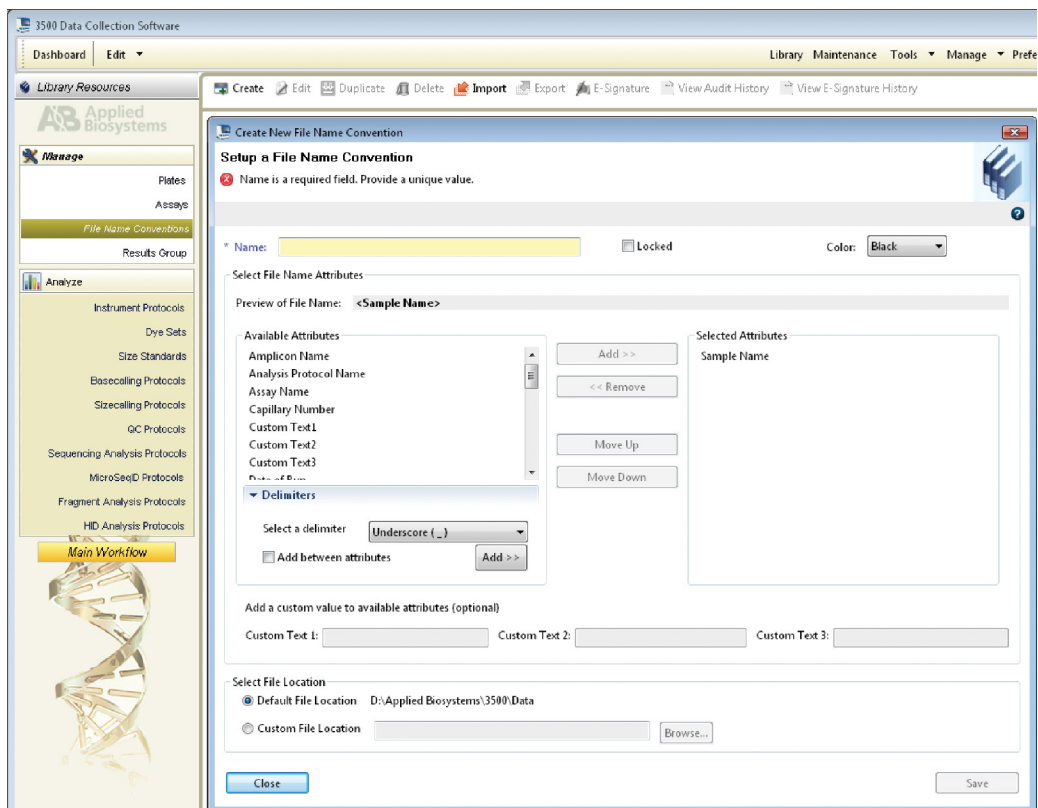 3500 Data Collection Software
Dashboard Edit Library Maintenance Tools Manage Prefe
Library Resources
Create Edit Duplicate Delete Import Export E-Signature View Audit History View E-Signature History
AB Applied Biosystems
Manage
Plates
Assays
File Name Conventions
Results Group
Analyze
Instrument Protocols
Dye Sets
Size Standards
Basecalling Protocols
Sizecalling Protocols
QC Protocols
Sequencing Analysis Protocols
MicroSeqID Protocols
Fragment Analysis Protocols
HID Analysis Protocols
Main Workflow
Create New File Name Convention
Setup a File Name Convention
Name is a required field. Provide a unique value.
* Name: Locked Color: Black
Select File Name Attributes
Preview of File Name: <Sample Name>
Available Attributes
Amplicon Name
Analysis Protocol Name
Assay Name
Capillary Number
Custom Text1
Custom Text2
Custom Text3
Date of Run
Add >>
<< Remove
Move Up
Move Down
Selected Attributes
Sample Name
Delimiters
Select a delimiter Underscore ( _ )
Add between attributes Add >>
Add a custom value to available attributes (optional)
Custom Text 1: Custom Text 2: Custom Text 3:
Select File Location
Default File Location D:\Applied Biosystems\3500\Data
Custom File Location Browse...
Close Save